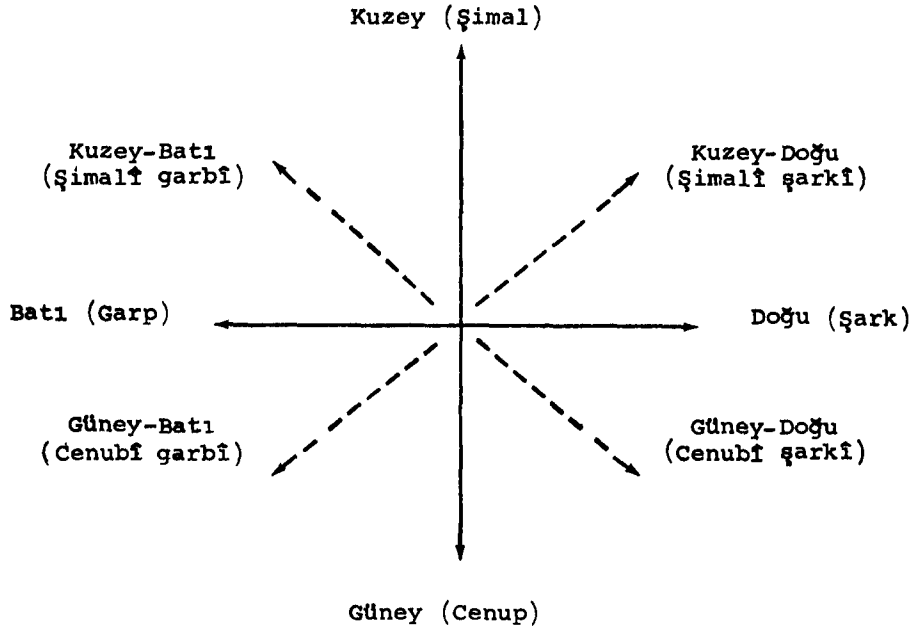 Kuzey (Şimal)
Kuzey-Batı
(Şimalî garbî)
Kuzey-Doğu
(Şimalî şarkî)
Batı (Garp)
Doğu (Şark)
Güney-Batı
(Cenubî garbî)
Güney-Doğu
(Cenubî şarkî)
Güney (Cenup)